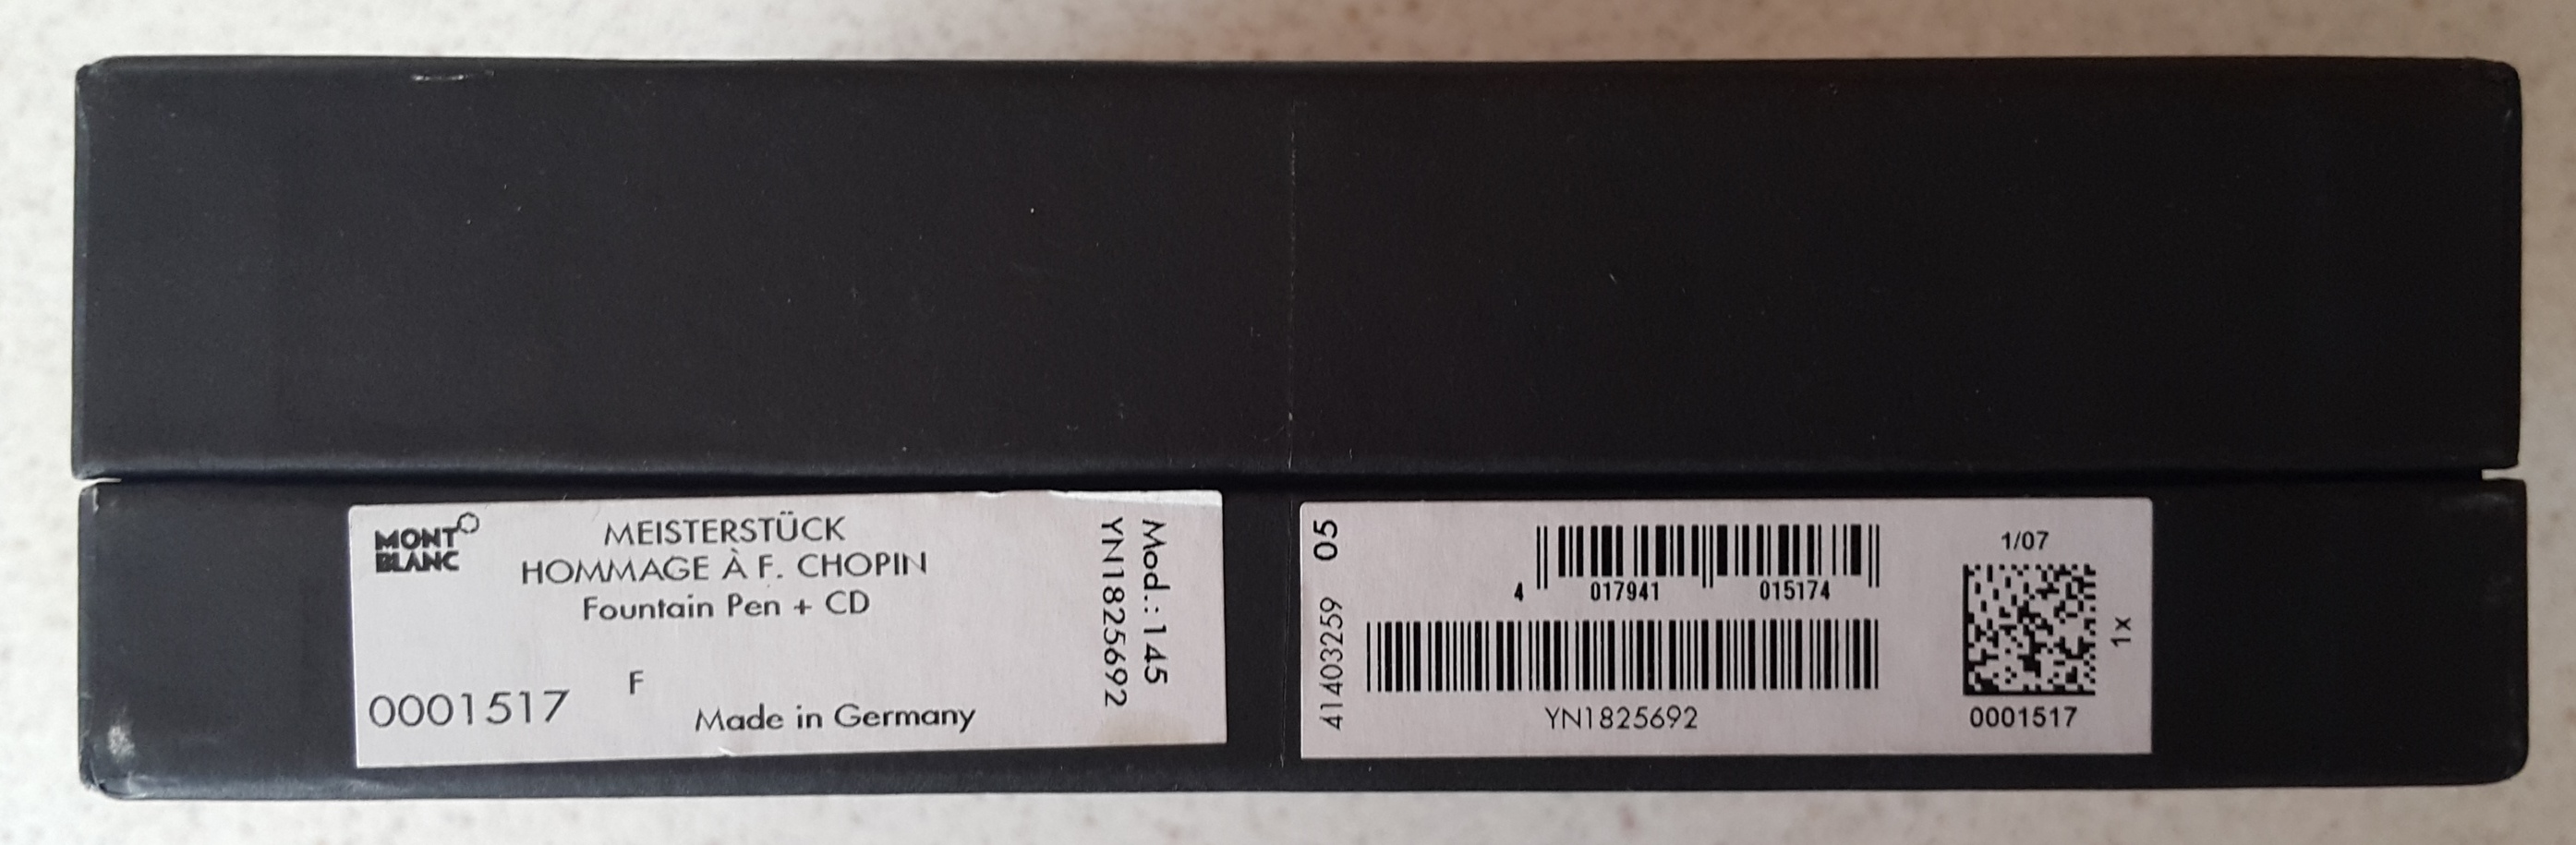 MONT
BLANC
MEISTERSTÜCK
HOMMAGE À F. CHOPIN
Fountain Pen + CD
F
0001517
Made in Germany
Mod.: 145
YN1825692
414032259 05
4 017941 015174
YN1825692
1/07
1x
0001517